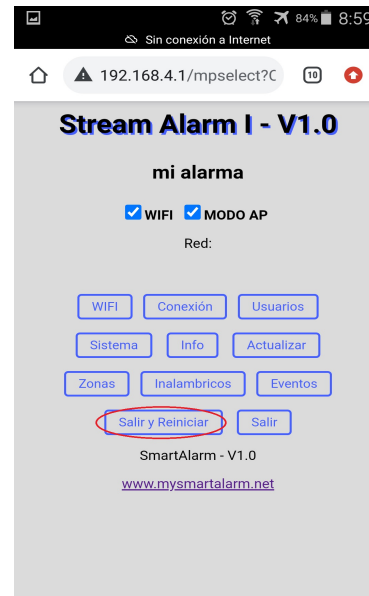 84% 8:59
Sin conexión a Internet
192.168.4.1/mpselect?C 10
Stream Alarm I - V1.0
mi alarma
WIFI MODO AP
Red:
WIFI Conexión Usuarios
Sistema Info Actualizar
Zonas Inalambricos Eventos
Salir y Reiniciar Salir
SmartAlarm - V1.0
www.mysmartalarm.net